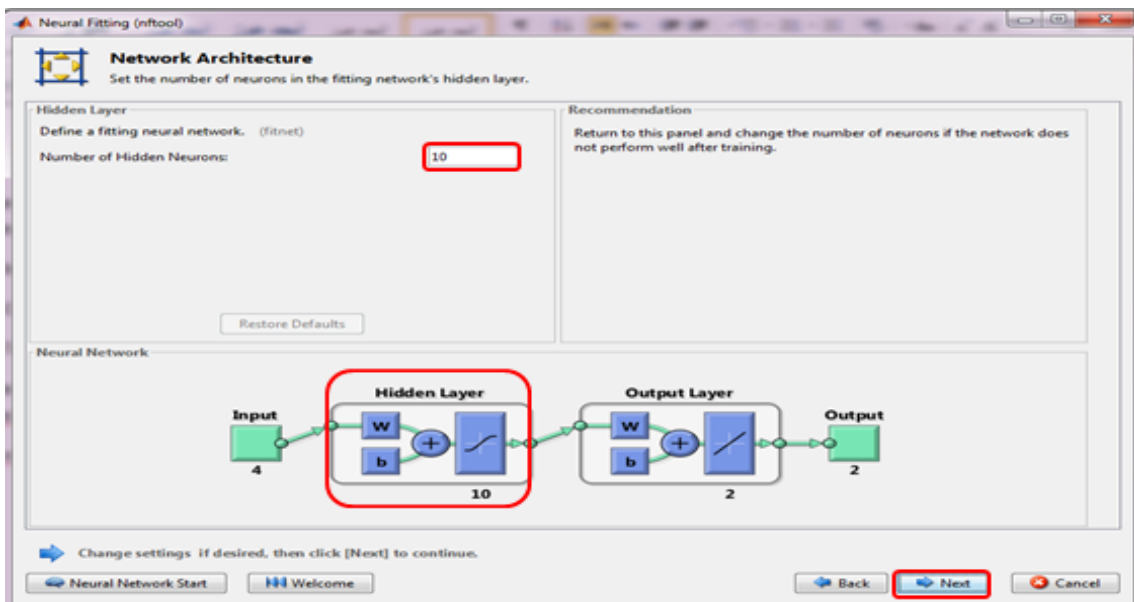 Neural Fitting (nftool)
Network Architecture
Set the number of neurons in the fitting network's hidden layer.
Hidden Layer
Define a fitting neural network. (fitnet)
Number of Hidden Neurons:
10
Restore Defaults
Recommendation
Return to this panel and change the number of neurons if the network does
not perform well after training.
Neural Network
Hidden Layer
Output Layer
Input
Output
W
b
W
b
4
10
2
2
Change settings if desired, then click [Next] to continue.
Neural Network Start
Welcome
Back
Next
Cancel